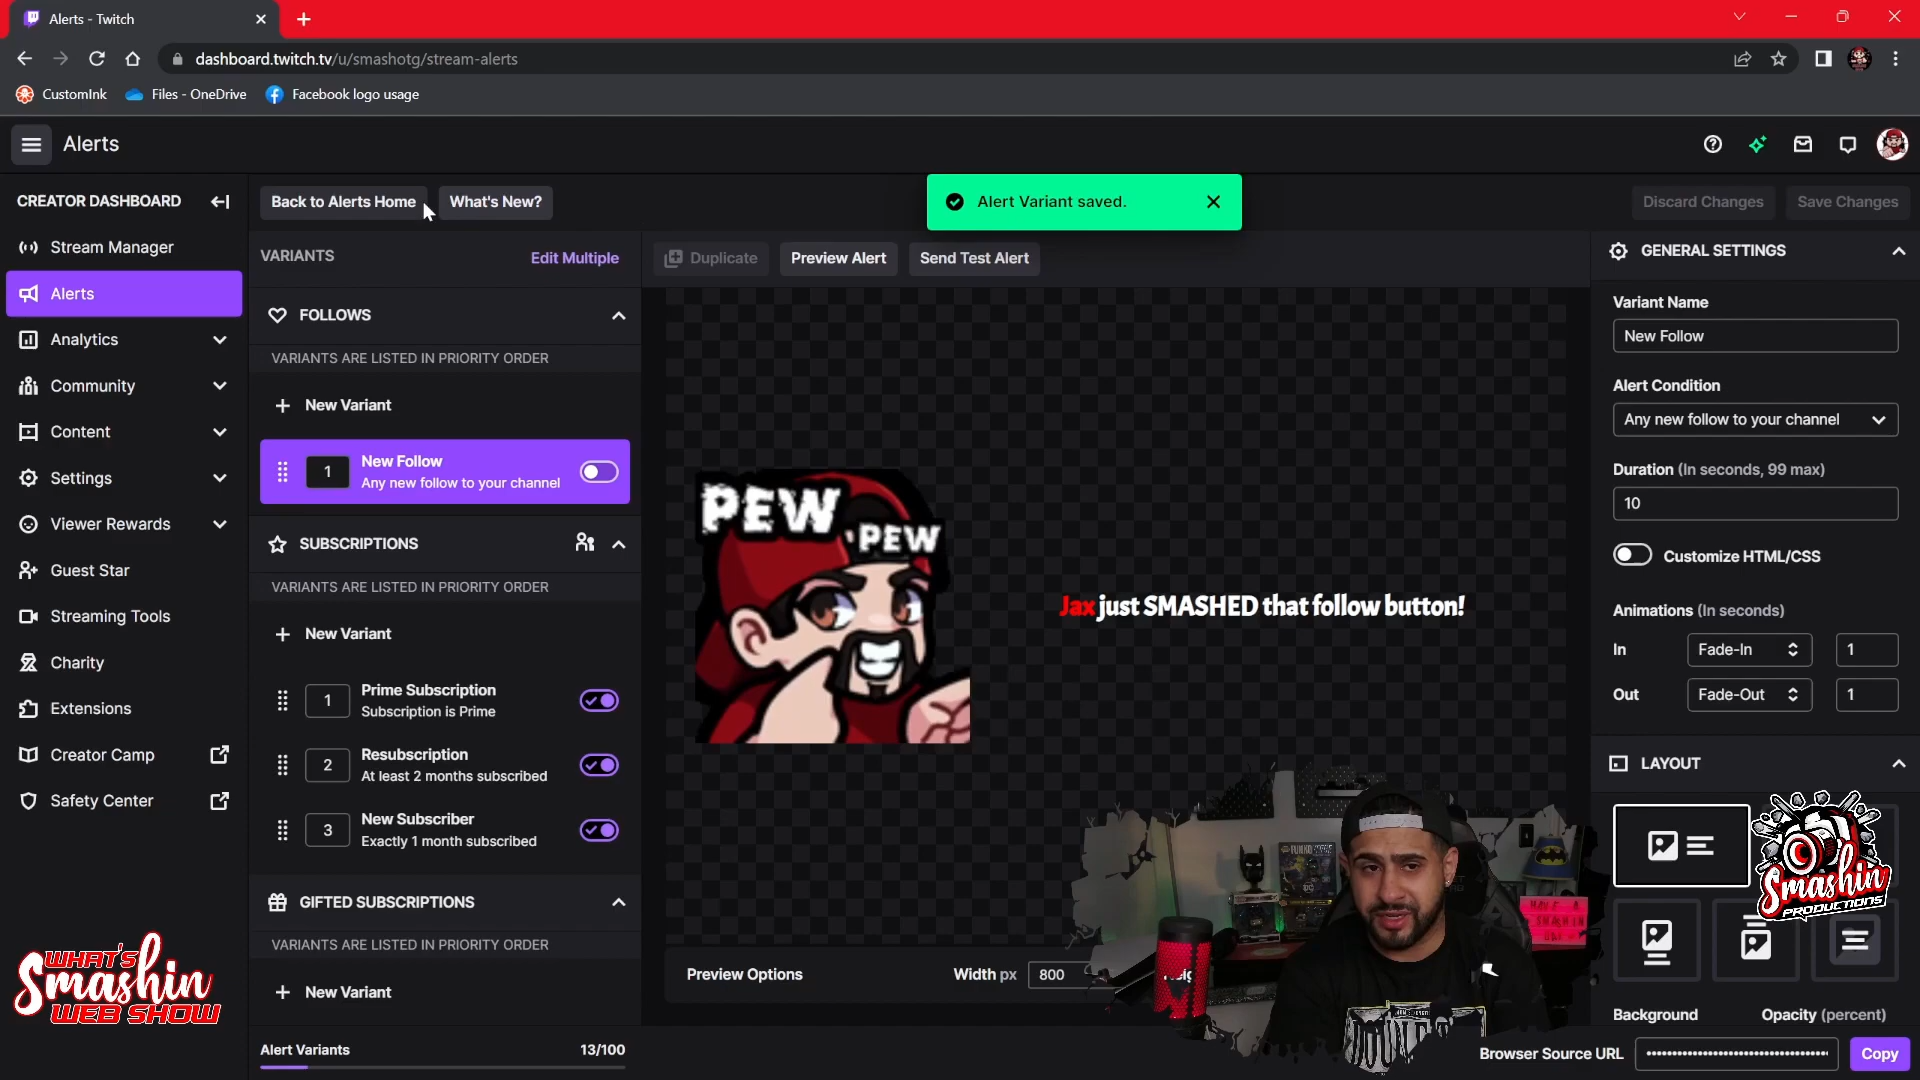 Alerts - Twitch
dashboard.twitch.tv/u/smashotg/stream-alerts
CustomInk
Files - OneDrive
Facebook logo usage
Alerts
CREATOR DASHBOARD
Stream Manager
Alerts
Analytics
Community
Content
Settings
Viewer Rewards
Guest Star
Streaming Tools
Charity
Extensions
Creator Camp
Safety Center
WHAT'S
Smashin
WEB SHOW
Back to Alerts Home
What's New?
Alert Variant saved.
Discard Changes
Save Changes
VARIANTS
Edit Multiple
FOLLOWS
VARIANTS ARE LISTED IN PRIORITY ORDER
New Variant
1
New Follow
Any new follow to your channel
SUBSCRIPTIONS
VARIANTS ARE LISTED IN PRIORITY ORDER
New Variant
1
Prime Subscription
Subscription is Prime
2
Resubscription
At least 2 months subscribed
3
New Subscriber
Exactly 1 month subscribed
GIFTED SUBSCRIPTIONS
VARIANTS ARE LISTED IN PRIORITY ORDER
New Variant
Alert Variants 13/100
Duplicate
Preview Alert
Send Test Alert
PEW
PEW
Jax just SMASHED that follow button!
Preview Options
Width px 800
GENERAL SETTINGS
Variant Name
New Follow
Alert Condition
Any new follow to your channel
Duration (In seconds, 99 max)
10
Customize HTML/CSS
Animations (In seconds)
In Fade-In 1
Out Fade-Out 1
LAYOUT
Smashin
PRODUCTIONS
Background
Opacity (percent)
Browser Source URL
Copy